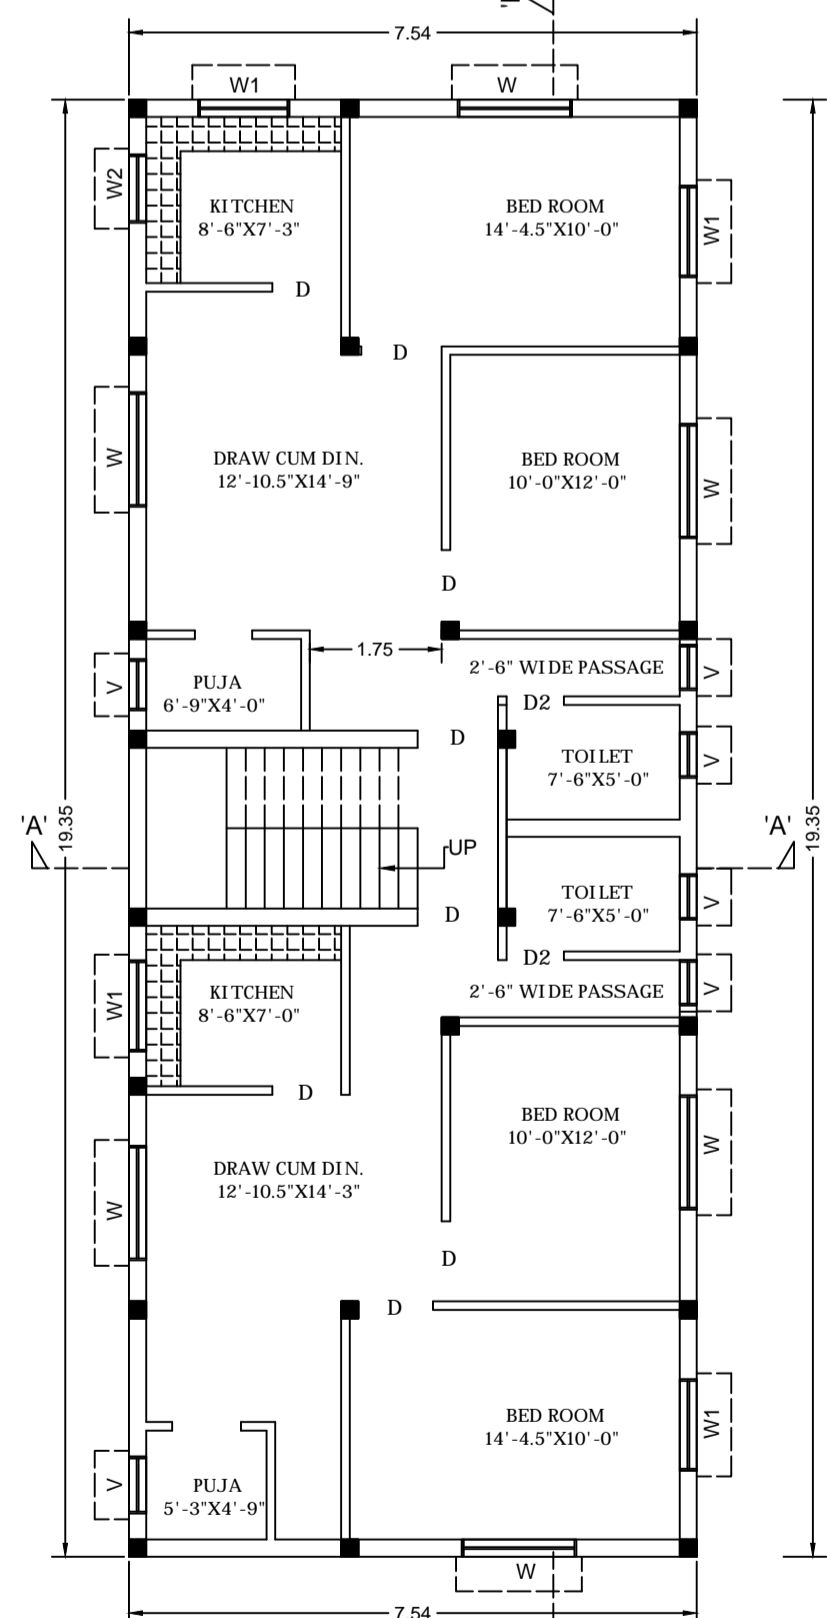 7.54
W1
W
W2
KITCHEN
8'-6"X7'-3"
BED ROOM
14'-4.5"X10'-0"
W1
D
D
DRAW CUM DIN.
12'-10.5"X14'-9"
BED ROOM
10'-0"X12'-0"
W
W
D
1.75
2'-6" WIDE PASSAGE
V
V
PUJA
6'-9"X4'-0"
D2
D
TOILET
7'-6"X5'-0"
V
'A'
19.35
UP
'A'
19.35
TOILET
7'-6"X5'-0"
V
D
D2
KITCHEN
8'-6"X7'-0"
2'-6" WIDE PASSAGE
V
W1
D
BED ROOM
10'-0"X12'-0"
W
DRAW CUM DIN.
12'-10.5"X14'-3"
W
D
D
BED ROOM
14'-4.5"X10'-0"
W1
PUJA
5'-3"X4'-9"
V
W
7.54